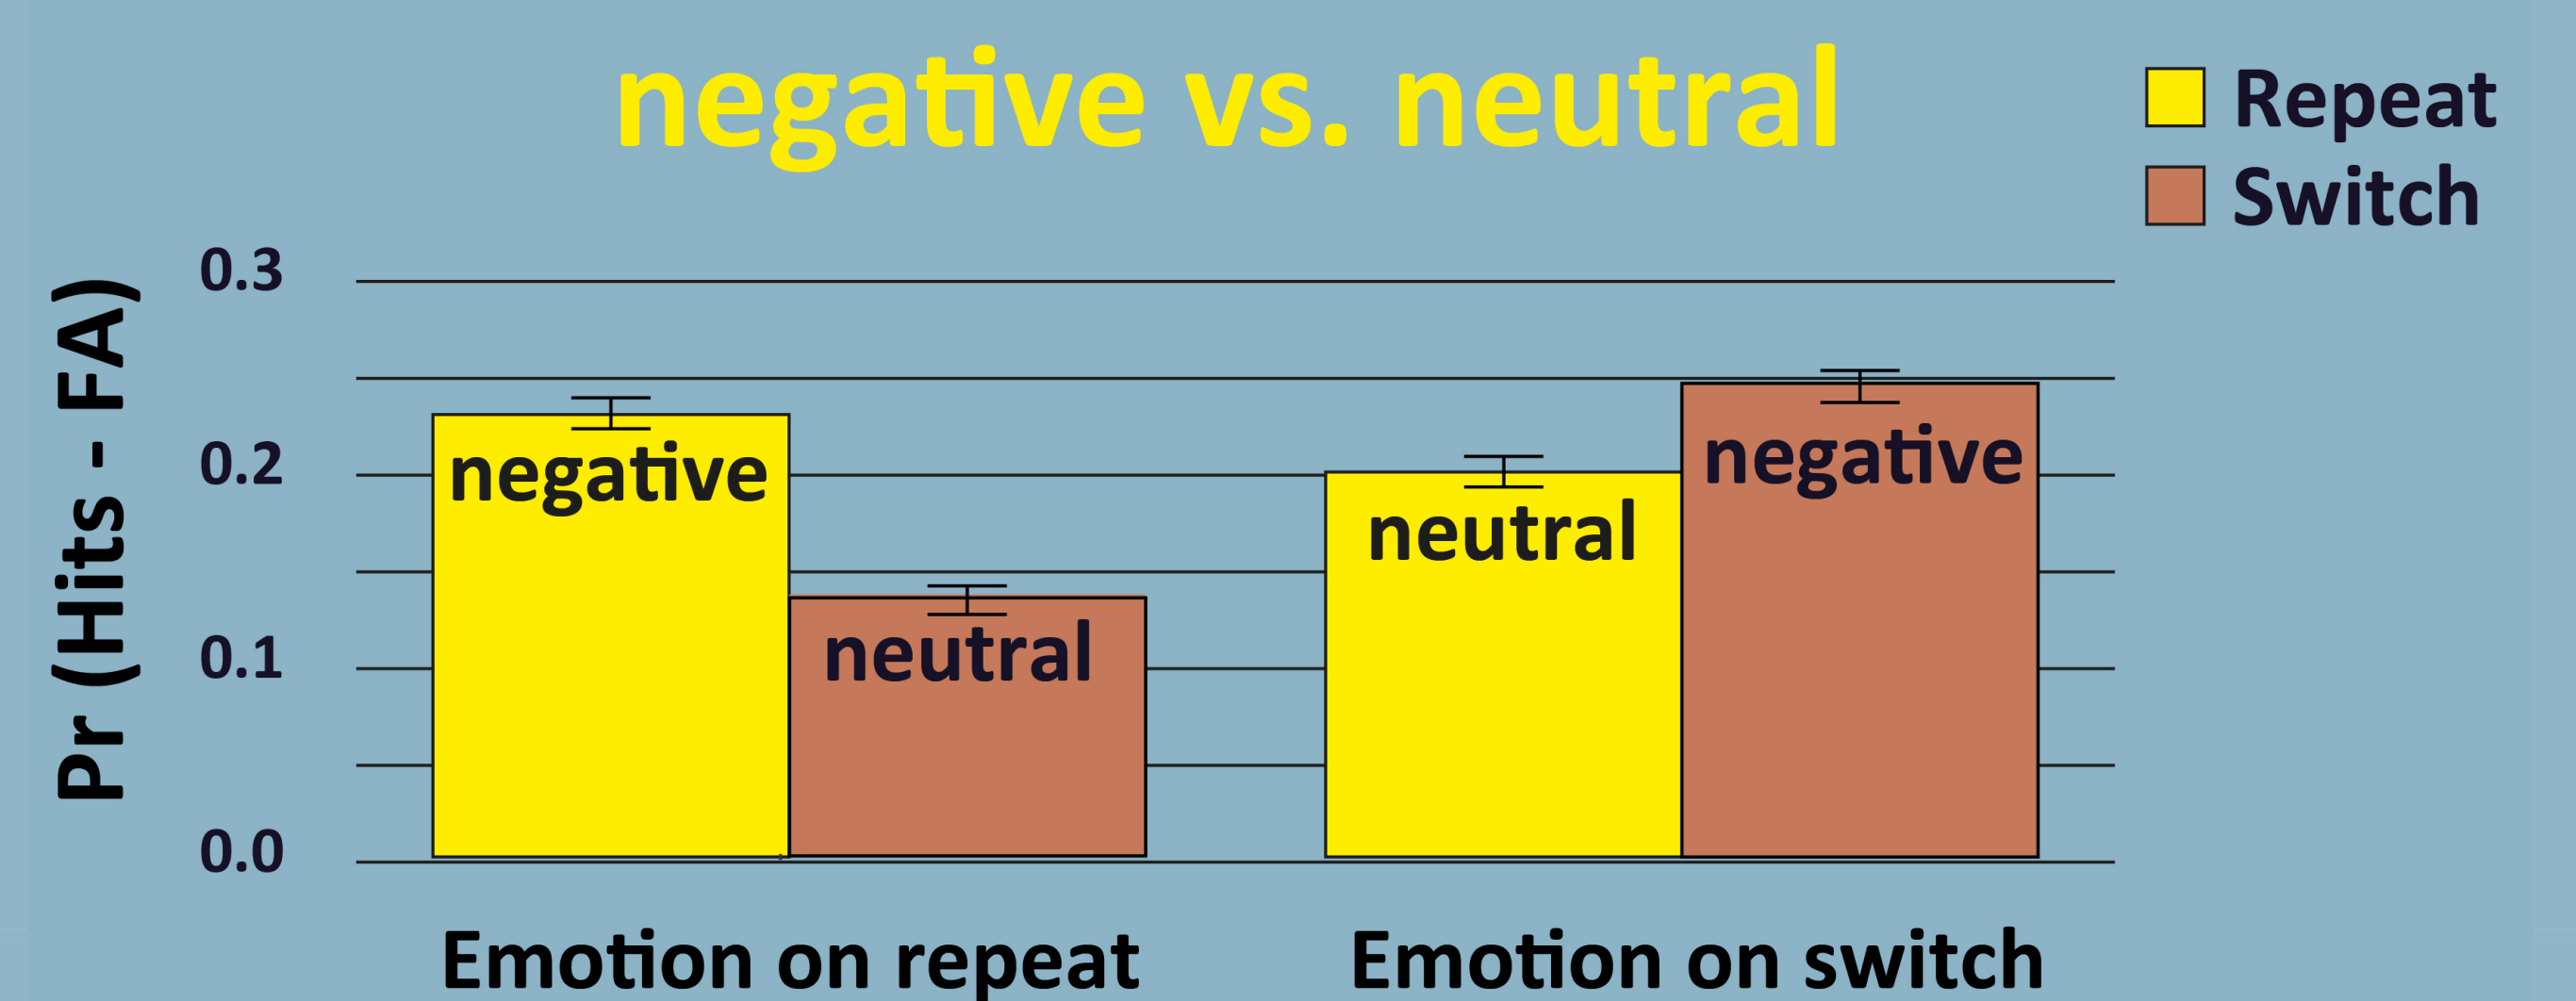 negative vs. neutral
Repeat
Switch
Pr (Hits - FA)
0.3
0.2
0.1
0.0
negative
neutral
neutral
negative
Emotion on repeat
Emotion on switch